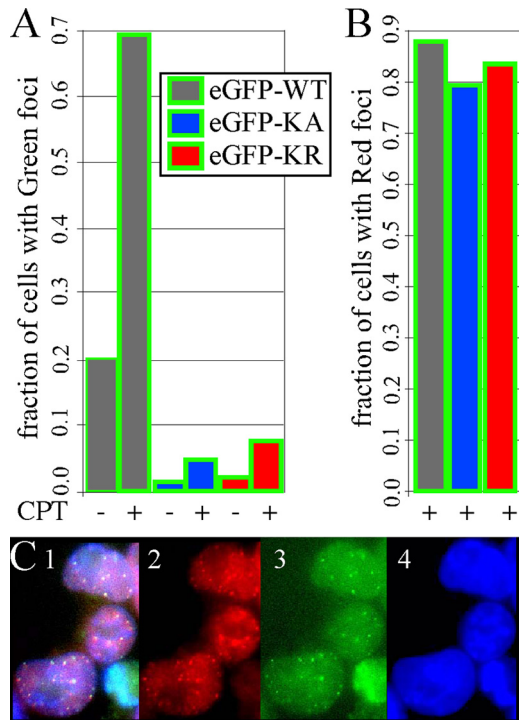 A
B
fraction of cells with Green foci
0.7
0.6
0.5
0.4
0.3
0.2
0.1
0.0
eGFP-WT
eGFP-KA
eGFP-KR
fraction of cells with Red foci
0.9
0.8
0.7
0.6
0.5
0.4
0.3
0.2
0.1
0.0
CPT - + - + - + + + +
C 1 2 3 4